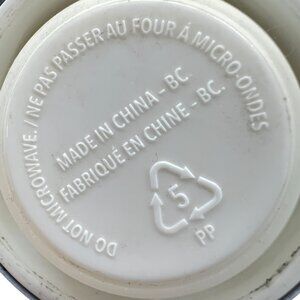 DO NOT MICROWAVE. / NE PAS PASSER AU FOUR À MICRO-ONDES
MADE IN CHINA - BC.
FABRIQUÉ EN CHINE - BC.
5
PP